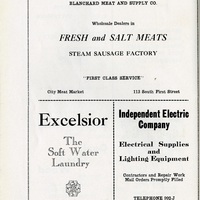 BLANCHARD MEAT AND SUPPLY CO.
Wholesale Dealers in
FRESH and SALT MEATS
STEAM SAUSAGE FACTORY
"FIRST CLASS SERVICE"
City Meat Market 113 South First Street
Excelsior
The
Soft Water
Laundry
Independent Electric
Company
Electrical Supplies
and
Lighting Equipment
Contractors and Repair Work
Mail Orders Promptly Filled